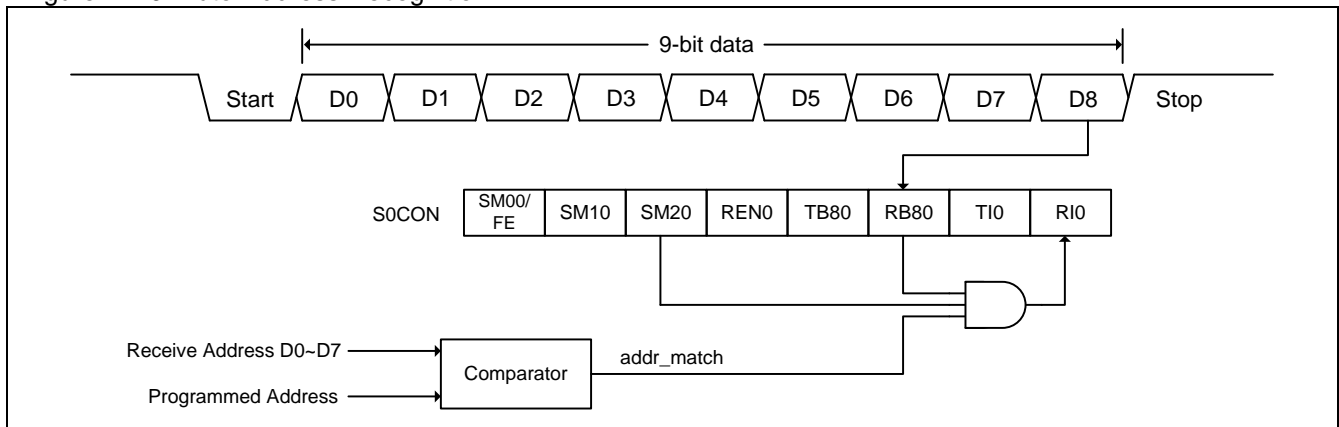 9-bit data
Start D0 D1 D2 D3 D4 D5 D6 D7 D8 Stop
S0CON SM00/ FE SM10 SM20 REN0 TB80 RB80 TI0 RI0
Receive Address D0~D7
addr_match
Comparator
Programmed Address